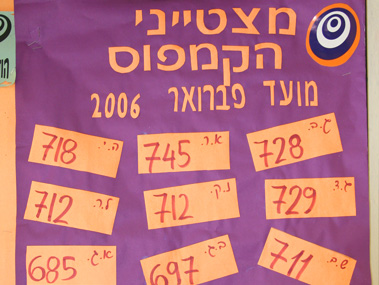 מצטייני
הקמפוס
מועד פברואר 2006
ג.ב. 728
א.ר. 745
ה.י. 718
ג.ד. 729
ל.ק. 712
ל.ר. 712
ש.ב. 711
ב.ג. 697
א.ג. 685